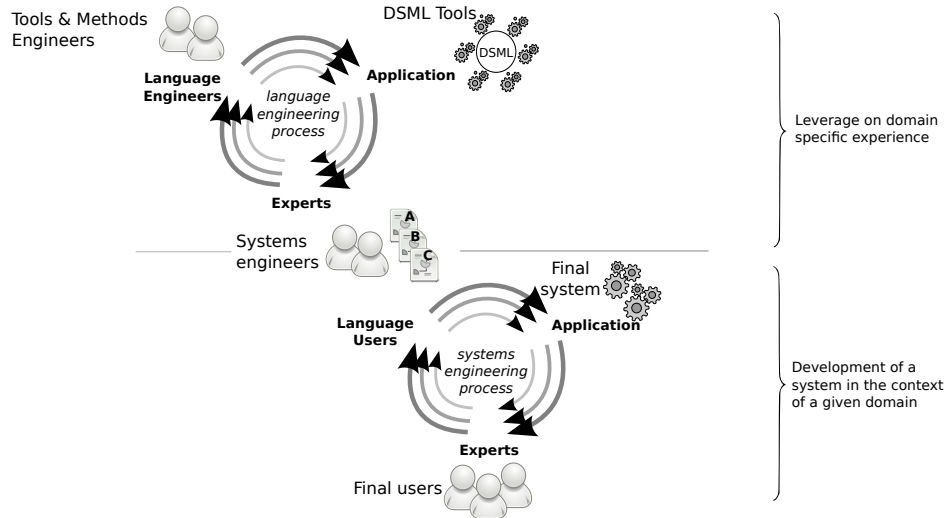 Tools & Methods
Engineers
DSML Tools
DSML
Language
Engineers
Application
language
engineering
process
Experts
Leverage on domain
specific experience
Systems
engineers
A
B
C
Final
system
Language
Users
Application
systems
engineering
process
Experts
Final users
Development of a
system in the context
of a given domain